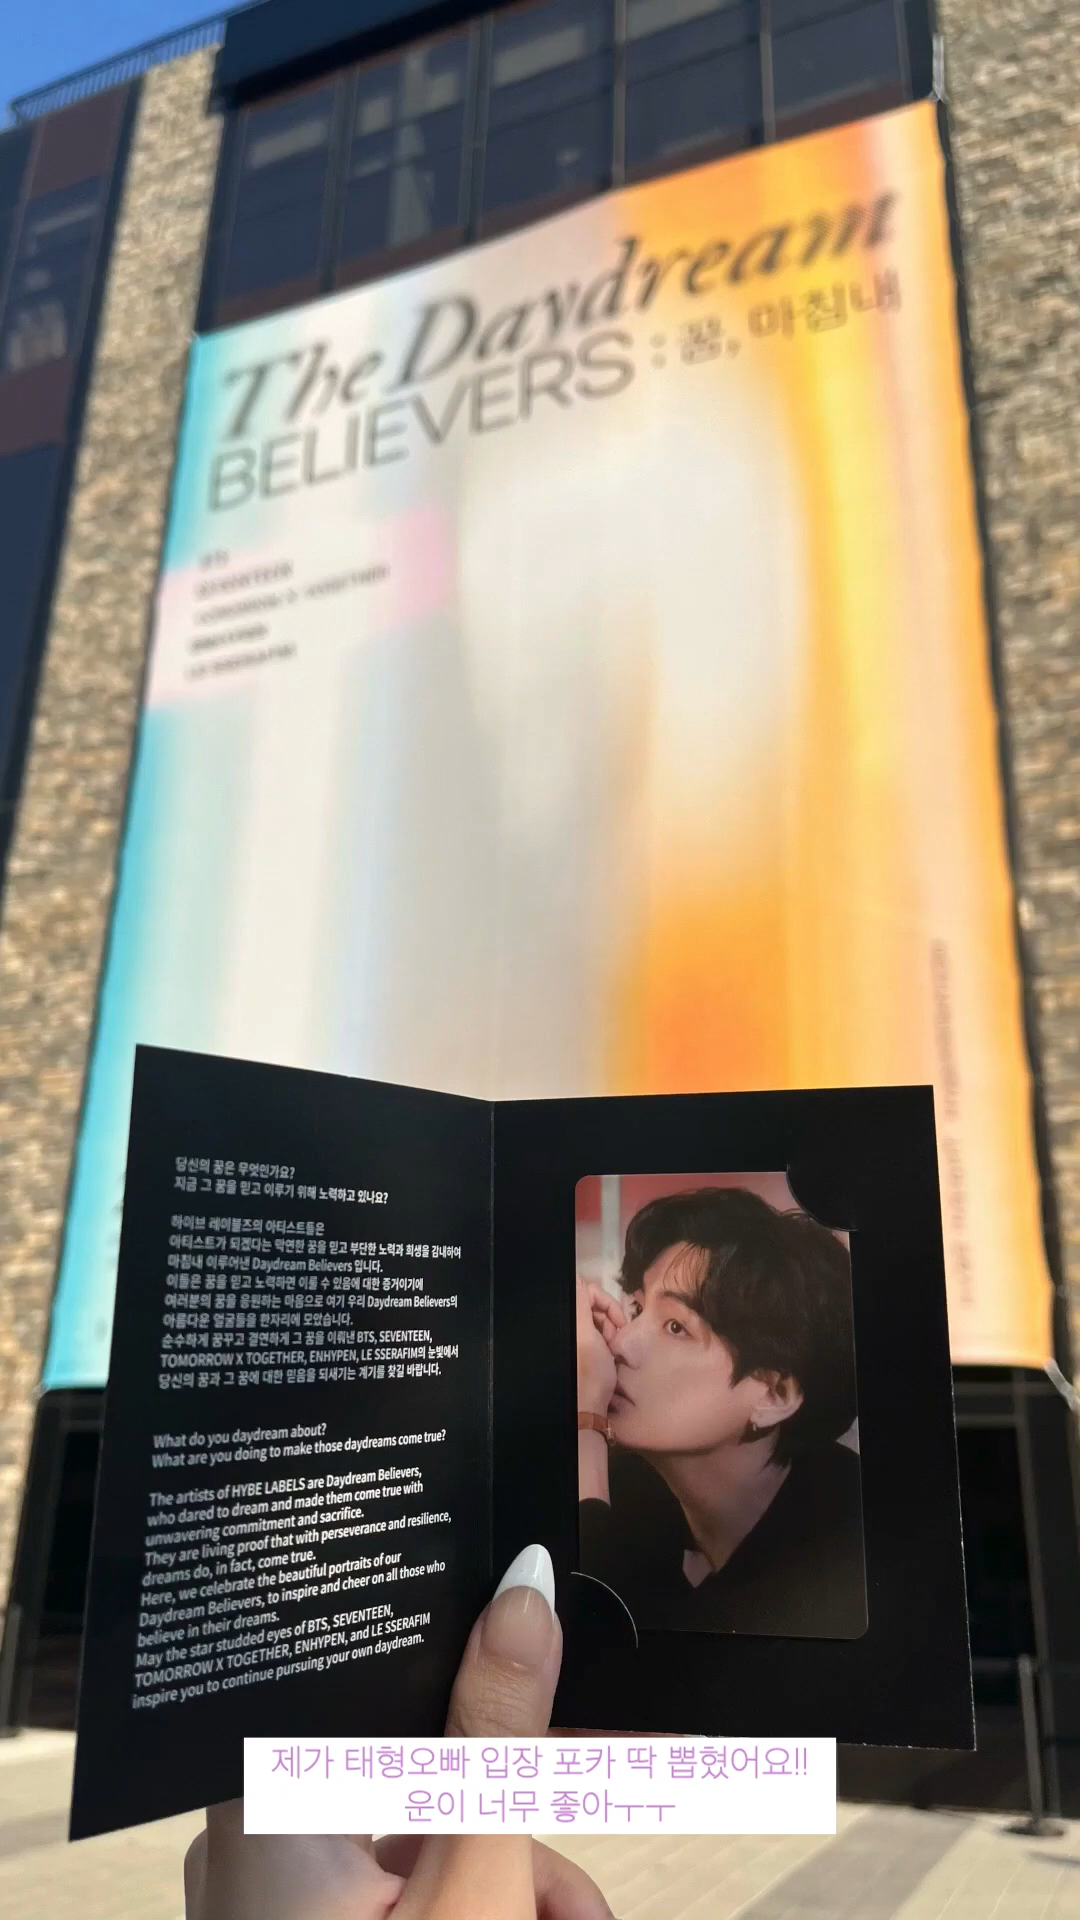 The Daydream
BELIEVERS : 꿈, 마침내
BTS
SEVENTEEN
TOMORROW X TOGETHER
ENHYPEN
LE SSERAFIM
당신의 꿈은 무엇인가요?
지금 그 꿈을 믿고 이루기 위해 노력하고 있나요?
하이브 레이블즈의 아티스트들은
아티스트가 되겠다는 막연한 꿈을 믿고 부단한 노력과 희생을 감내하여
마침내 이루어낸 Daydream Believers 입니다.
이들은 꿈을 믿고 노력하면 이룰 수 있음에 대한 증거이기에
여러분의 꿈을 응원하는 마음으로 여기 우리 Daydream Believers의
아름다운 얼굴들을 한자리에 모았습니다.
순수하게 꿈꾸고 결연하게 그 꿈을 이뤄낸 BTS, SEVENTEEN,
TOMORROW X TOGETHER, ENHYPEN, LE SSERAFIM의 눈빛에서
당신의 꿈과 그 꿈에 대한 믿음을 되새기는 계기를 찾길 바랍니다.
What do you daydream about?
What are you doing to make those daydreams come true?
The artists of HYBE LABELS are Daydream Believers,
who dared to dream and made them come true with
unwavering commitment and sacrifice.
They are living proof that with perseverance and resilience,
dreams do, in fact, come true.
Here, we celebrate the beautiful portraits of our
Daydream Believers, to inspire and cheer on all those who
believe in their dreams.
May the star studded eyes of BTS, SEVENTEEN,
TOMORROW X TOGETHER, ENHYPEN, and LE SSERAFIM
inspire you to continue pursuing your own daydream.
제가 태형오빠 입장 포카 딱 뽑혔어요!!
운이 너무 좋아ㅜㅜ